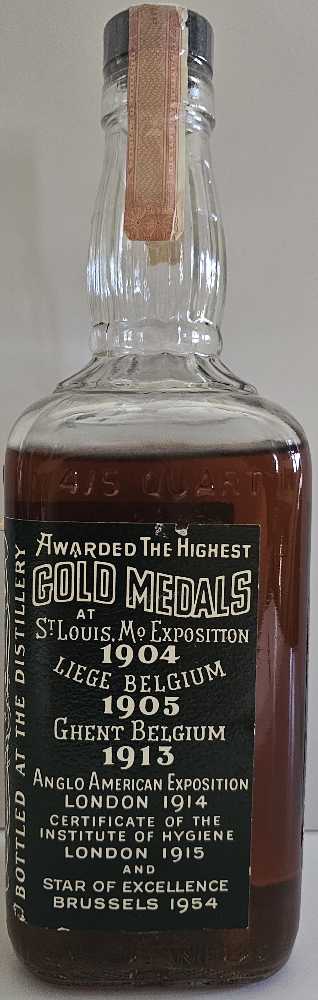 4/5 QUART
AWARDED THE HIGHEST
GOLD MEDALS
AT
ST LOUIS, MO EXPOSITION
1904
LIEGE BELGIUM
1905
GHENT BELGIUM
1913
ANGLO AMERICAN EXPOSITION
LONDON 1914
CERTIFICATE OF THE
INSTITUTE OF HYGIENE
LONDON 1915
AND
STAR OF EXCELLENCE
BRUSSELS 1954
BOTTLED AT THE DISTILLERY